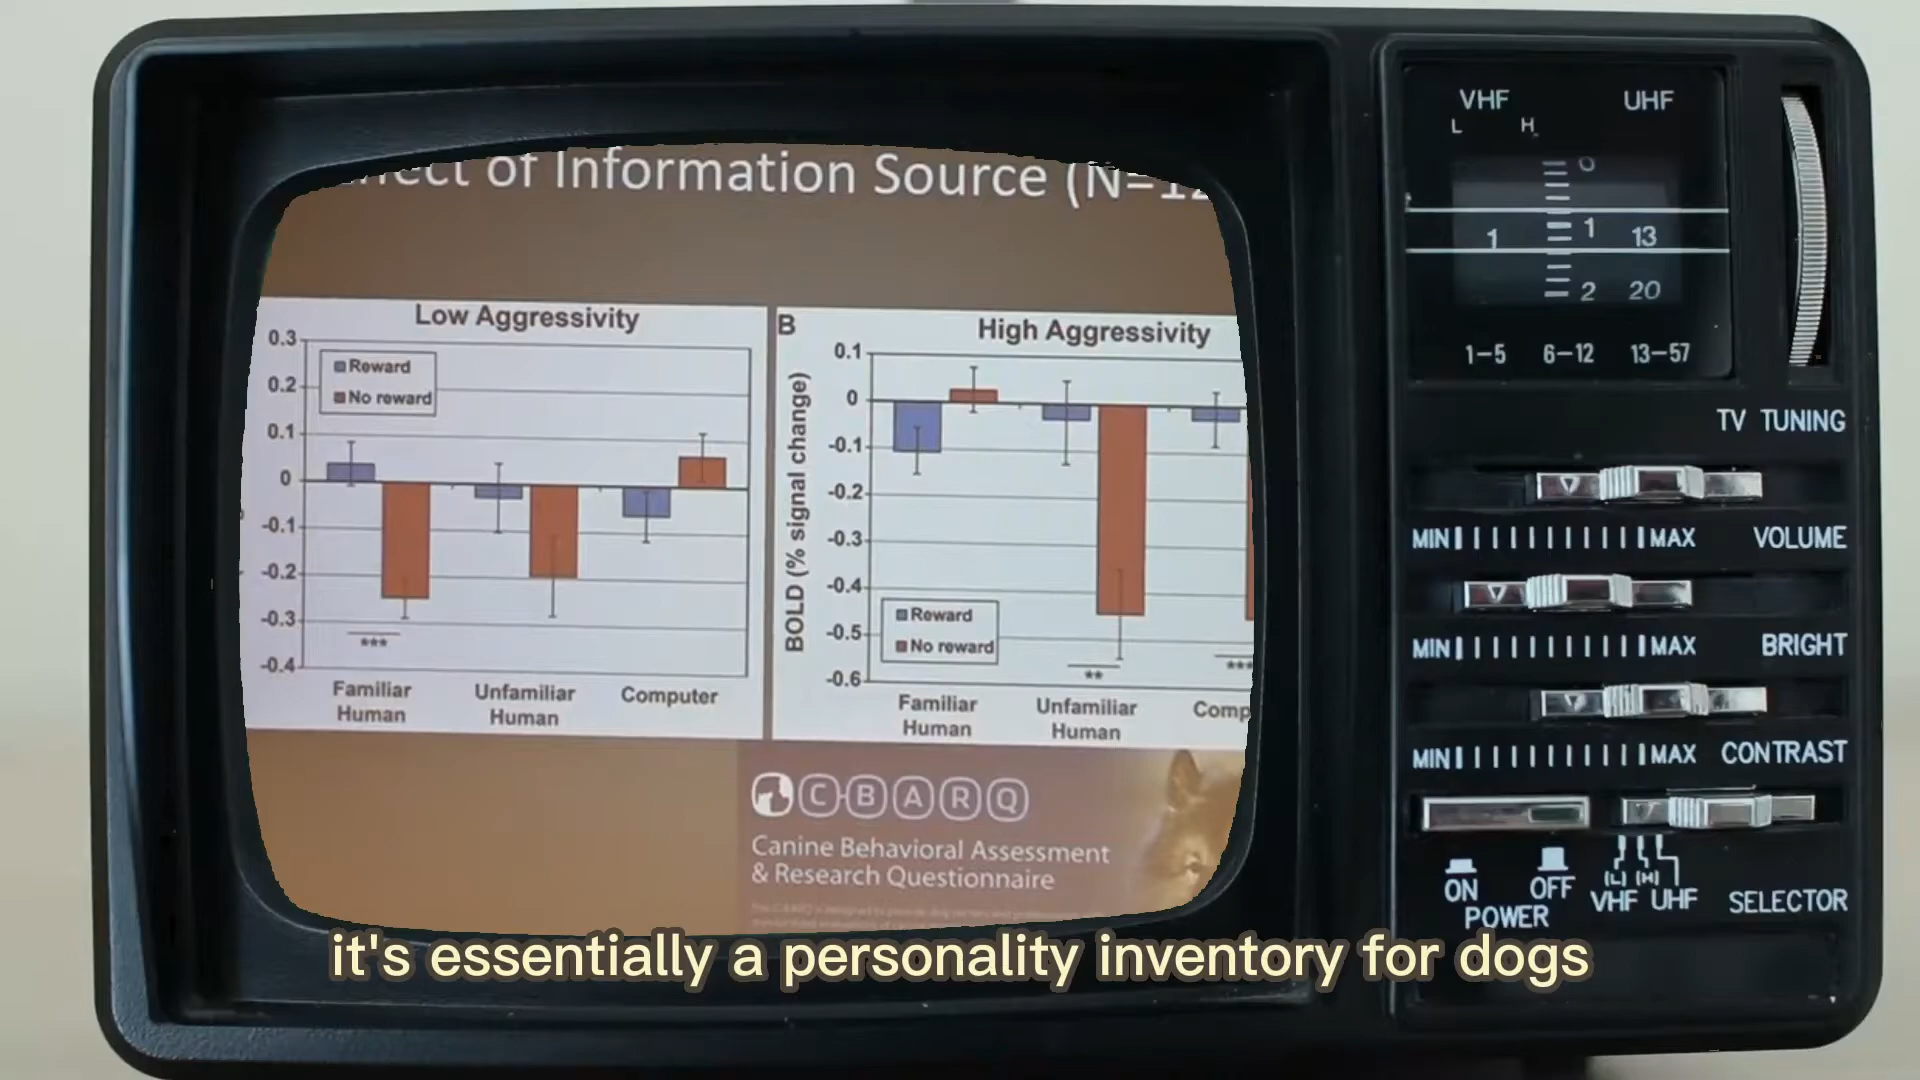 of Information Source (N=12
Low Aggressivity
0.3
0.2
0.1
0
-0.1
-0.2
-0.3
-0.4
Reward
No reward
***
Familiar
Human
Unfamiliar
Human
Computer
B
High Aggressivity
BOLD (% signal change)
0.1
0
-0.1
-0.2
-0.3
-0.4
-0.5
-0.6
Reward
No reward
**
***
Familiar
Human
Unfamiliar
Human
Comp
C-BARQ
Canine Behavioral Assessment
& Research Questionnaire
it's essentially a personality inventory for dogs
VHF UHF
L H
0
1 1 13
2 20
1-5 6-12 13-57
TV TUNING
MIN MAX VOLUME
MIN MAX BRIGHT
MIN MAX CONTRAST
ON OFF
POWER
(L) (H)
VHF UHF
SELECTOR